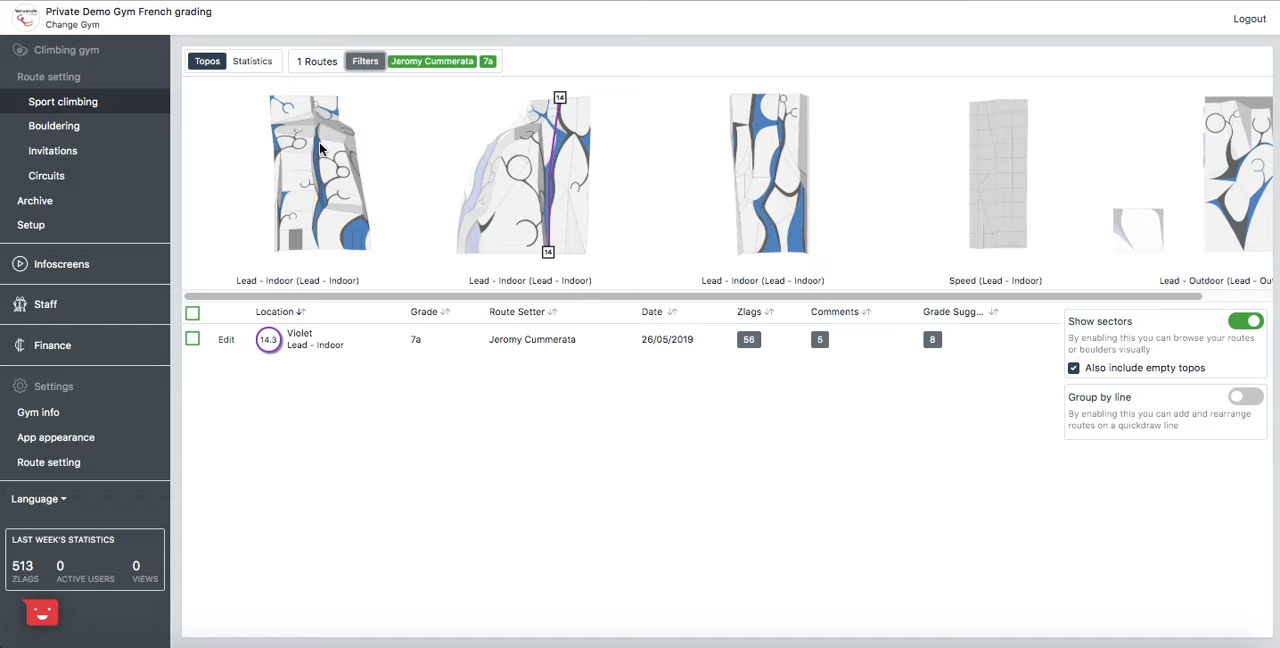 Private Demo Gym French grading
Change Gym
Logout
Climbing gym
Route setting
Sport climbing
Bouldering
Invitations
Circuits
Archive
Setup
Infoscreens
Staff
Finance
Settings
Gym info
App appearance
Route setting
Language
LAST WEEK'S STATISTICS
513 0 0
ZLAGS ACTIVE USERS VIEWS
Topos Statistics 1 Routes Filters Jeromy Cummerata 7a
14
14
Lead - Indoor (Lead - Indoor) Lead - Indoor (Lead - Indoor) Lead - Indoor (Lead - Indoor) Speed (Lead - Indoor) Lead - Outdoor (Lead - Ou
Location Grade Route Setter Date Zlags Comments Grade Sugg...
Edit 14.3 Violet 7a Jeromy Cummerata 26/05/2019 56 5 8
Lead - Indoor
Show sectors
By enabling this you can browse your routes
or boulders visually
Also include empty topos
Group by line
By enabling this you can add and rearrange
routes on a quickdraw line